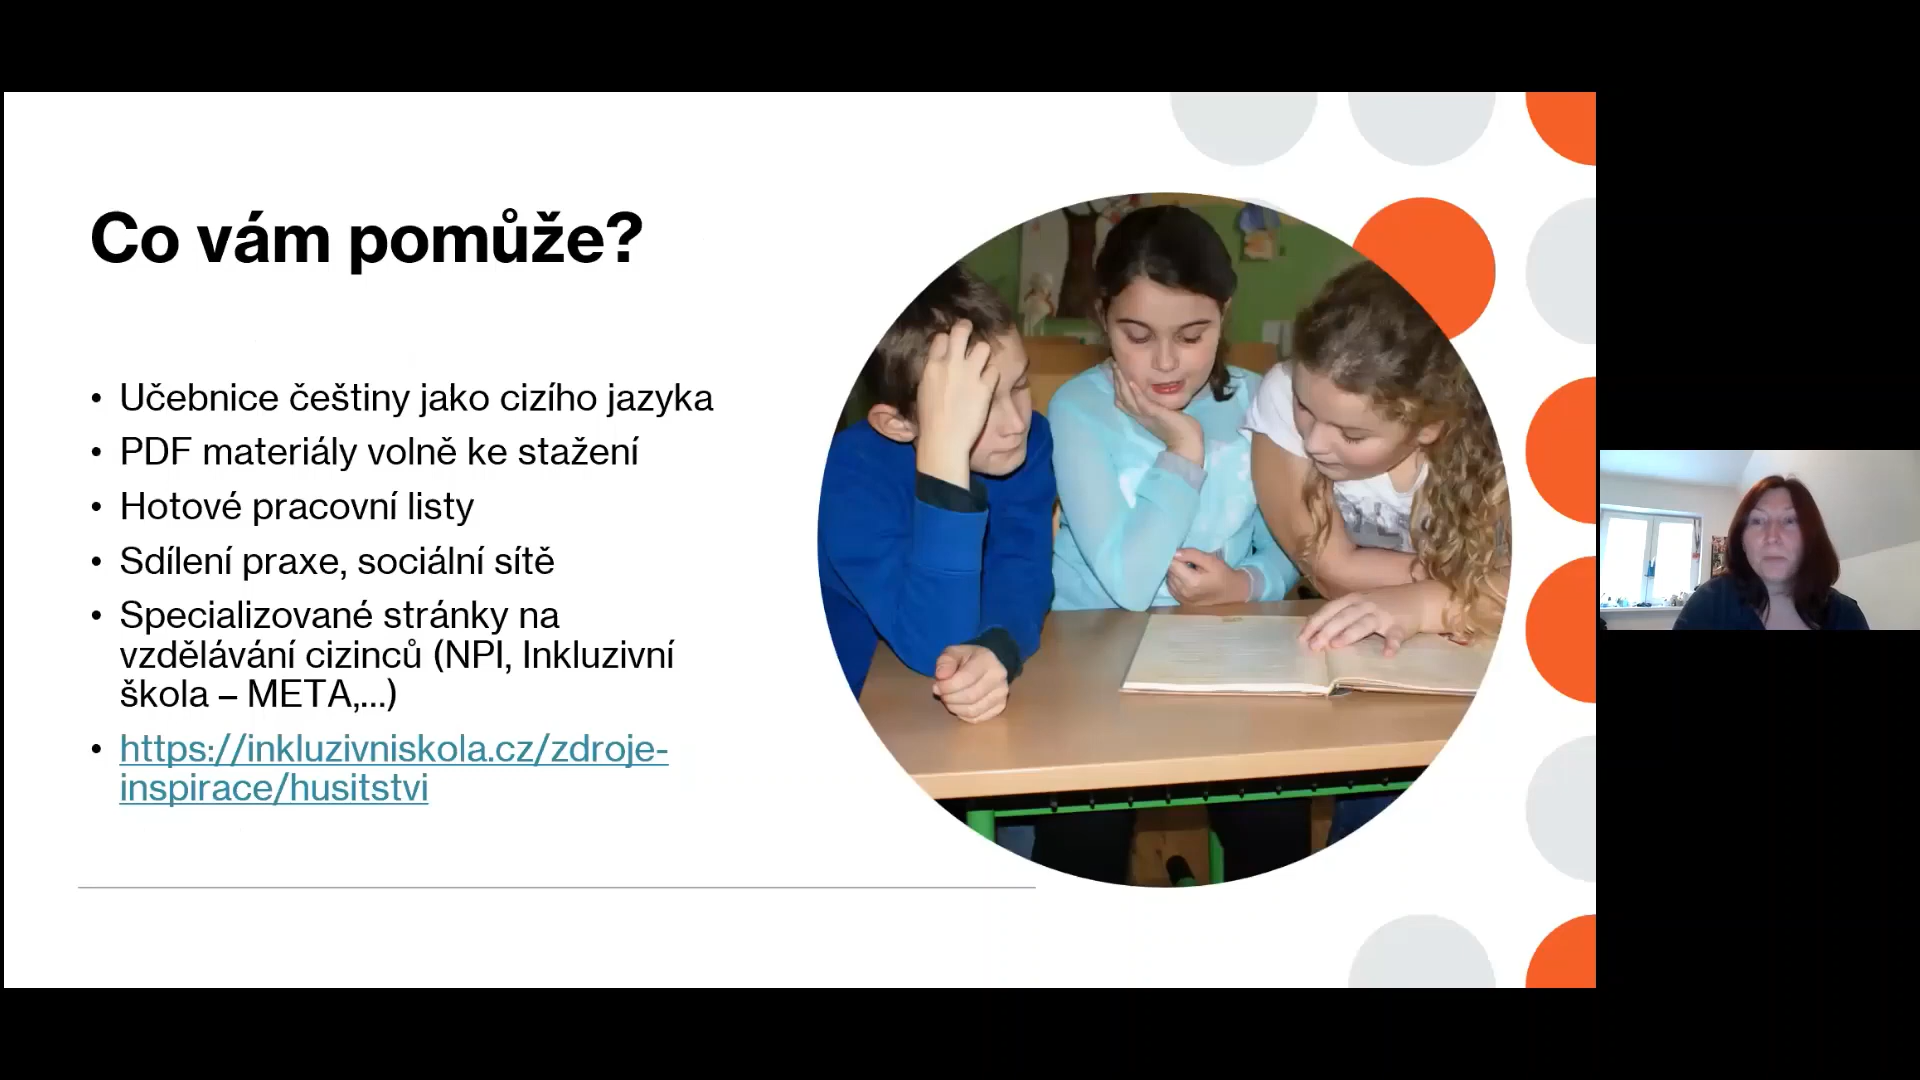 Co vám pomůže?
• Učebnice češtiny jako cizího jazyka
• PDF materiály volně ke stažení
• Hotové pracovní listy
• Sdílení praxe, sociální sítě
• Specializované stránky na
vzdělávání cizinců (NPI, Inkluzivní
škola – META,...)
• https://inkluzivniskola.cz/zdroje-
inspirace/husitstvi